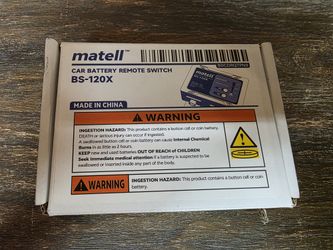 matell
CAR BATTERY REMOTE SWITCH
BS-120X
MADE IN CHINA
matell
WARNING
INGESTION HAZARD: This product contains a button cell or coin battery.
DEATH or serious injury can occur if ingested.
A swallowed button cell or coin battery can cause Internal Chemical
Burns in as little as 2 hours.
KEEP new and used batteries OUT OF REACH of CHILDREN
Seek immediate medical attention if a battery is suspected to be
swallowed or inserted inside any part of the body.
WARNING
INGESTION HAZARD: This product contains a button cell or coin
battery.